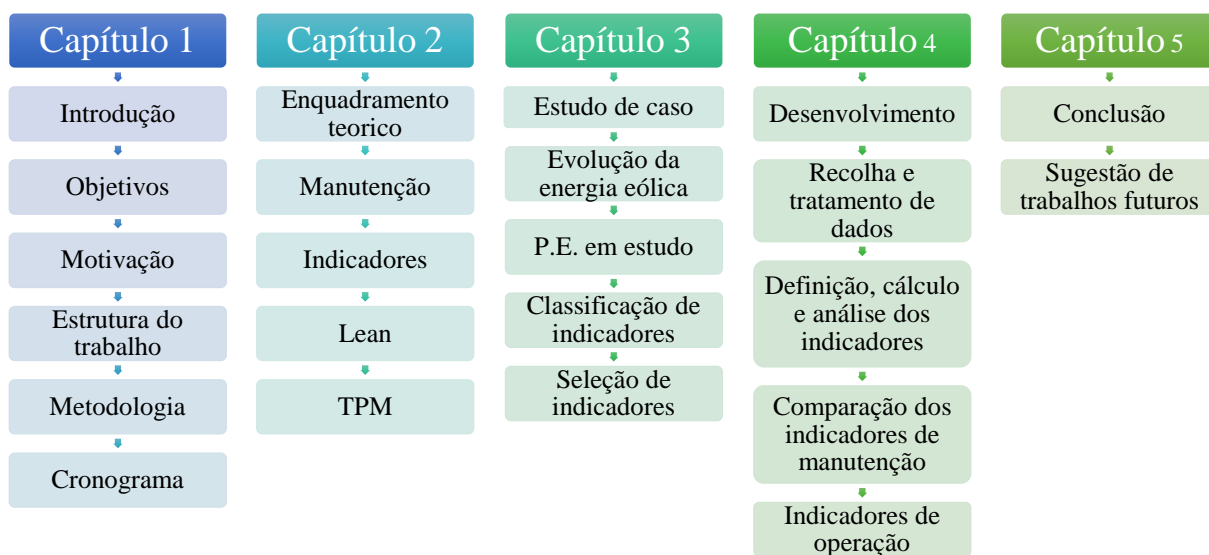 Capítulo 1
Introdução
Objetivos
Motivação
Estrutura do
trabalho
Metodologia
Cronograma
Capítulo 2
Enquadramento
teorico
Manutenção
Indicadores
Lean
TPM
Capítulo 3
Estudo de caso
Evolução da
energia eólica
P.E. em estudo
Classificação de
indicadores
Seleção de
indicadores
Capítulo 4
Desenvolvimento
Recolha e
tratamento de
dados
Definição, cálculo
e análise dos
indicadores
Comparação dos
indicadores de
manutenção
Indicadores de
operação
Capítulo 5
Conclusão
Sugestão de
trabalhos futuros